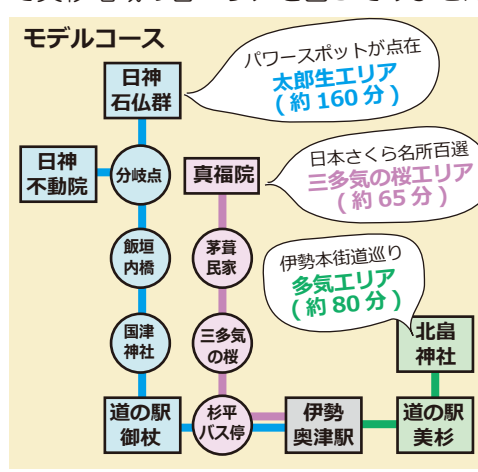 モデルコース
パワースポットが点在
太郎生エリア
(約160分)
日神
石仏群
日神
不動院
分岐点
真福院
日本さくら名所百選
三多気の桜エリア
(約65分)
飯垣
内橋
茅葺
民家
伊勢本街道巡り
多気エリア
(約80分)
国津
神社
三多気
の桜
北畠
神社
道の駅
御杖
杉平
バス停
伊勢
奥津駅
道の駅
美杉